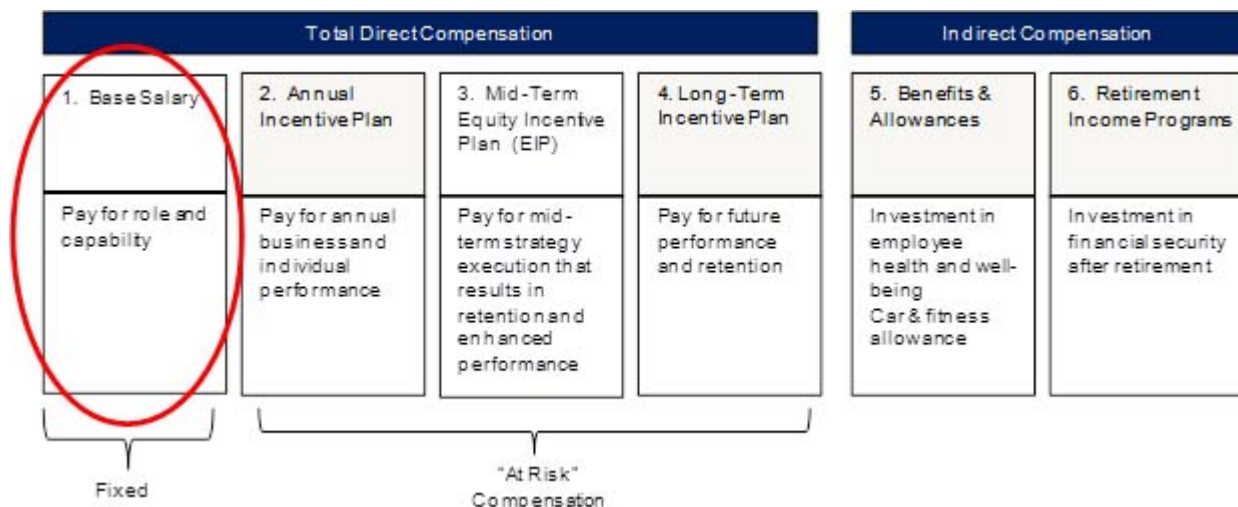 Total Direct Compensation
Indirect Compensation
1. Base Salary
2. Annual
Incentive Plan
3. Mid-Term
Equity Incentive
Plan (EIP)
4. Long-Term
Incentive Plan
5. Benefits &
Allowances
6. Retirement
Income Programs
Pay for role and
capability
Pay for annual
business and
individual
performance
Pay for mid-
term strategy
execution that
results in
retention and
enhanced
performance
Pay for future
performance
and retention
Investment in
employee
health and well-
being
Car & fitness
allowance
Investment in
financial security
after retirement
Fixed
"At Risk"
Compensation